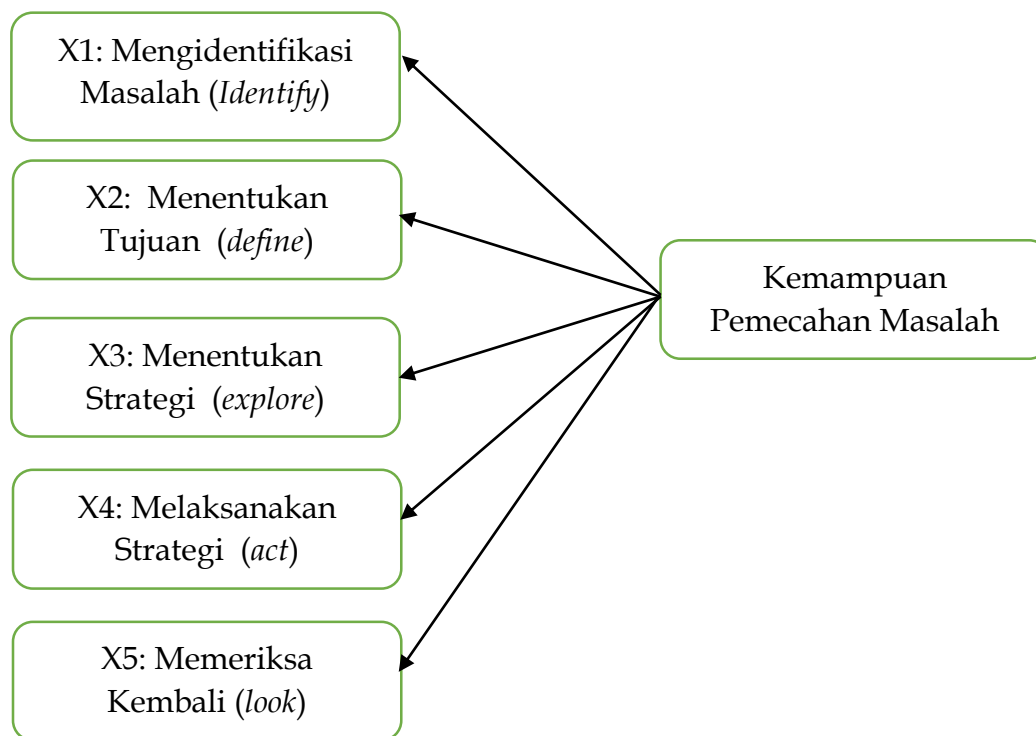 X1: Mengidentifikasi
Masalah (Identify)
X2: Menentukan
Tujuan (define)
X3: Menentukan
Strategi (explore)
X4: Melaksanakan
Strategi (act)
X5: Memeriksa
Kembali (look)
Kemampuan
Pemecahan Masalah